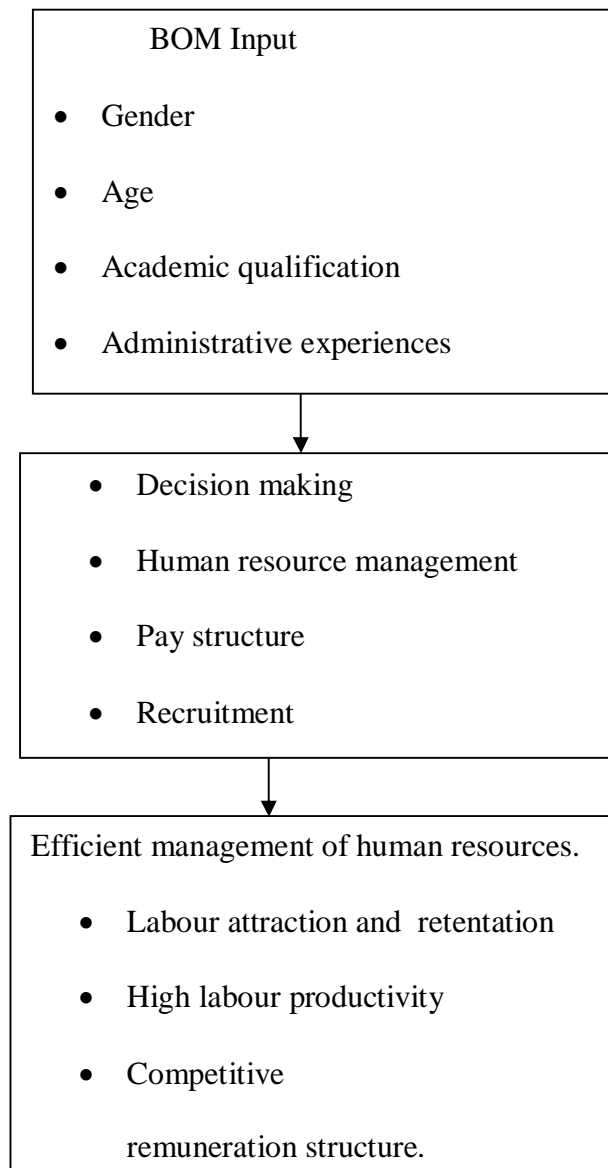 BOM Input
• Gender
• Age
• Academic qualification
• Administrative experiences
• Decision making
• Human resource management
• Pay structure
• Recruitment
Efficient management of human resources.
• Labour attraction and retentation
• High labour productivity
• Competitive
remuneration structure.